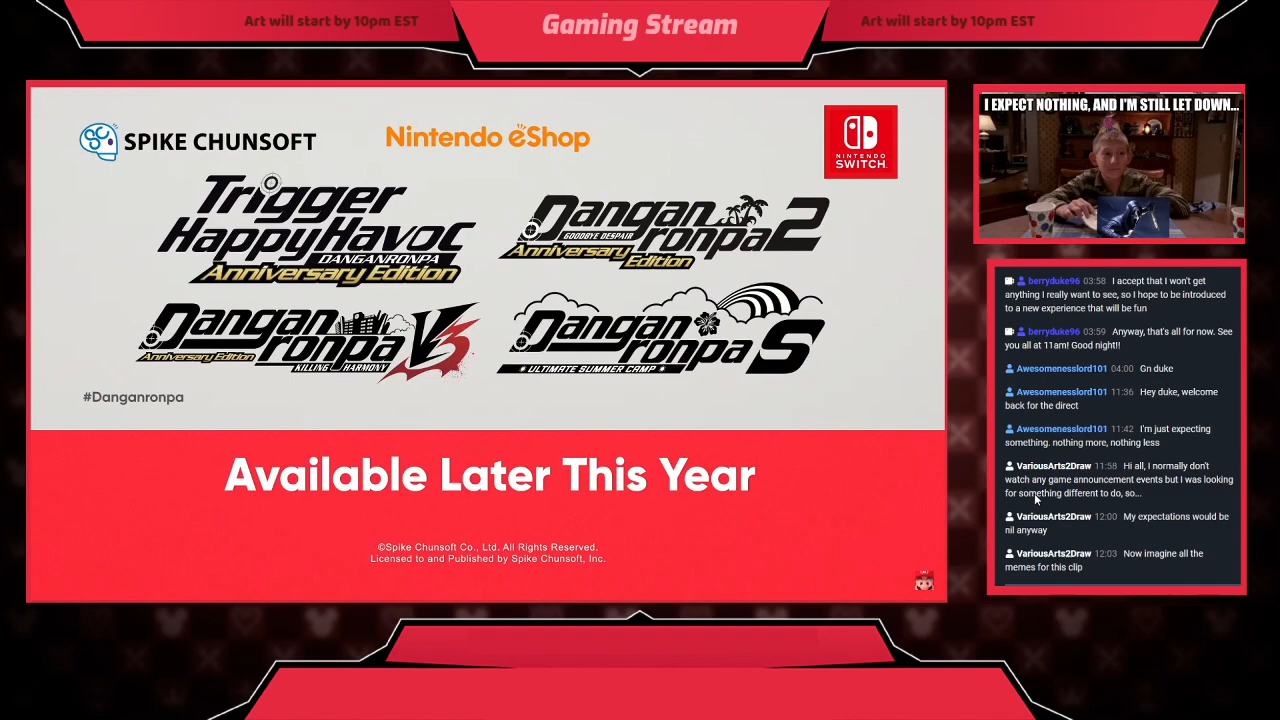 Art will start by 10pm EST
Gaming Stream
Art will start by 10pm EST
SPIKE CHUNSOFT
Nintendo eShop
NINTENDO
SWITCH
Trigger
Happy Havoc
DANGANRONPA
Anniversary Edition
Dangan
GOODBYE DESPAIR
ronpa 2
Anniversary
Edition
Dangan
ronpa V3
Anniversary Edition
KILLING HARMONY
Dangan
ronpa S
ULTIMATE SUMMER CAMP
#Danganronpa
Available Later This Year
©Spike Chunsoft Co., Ltd. All Rights Reserved.
Licensed to and Published by Spike Chunsoft, Inc.
I EXPECT NOTHING, AND I'M STILL LET DOWN...
berryduke96 03:58 I accept that I won't get
anything I really want to see, so I hope to be introduced
to a new experience that will be fun
berryduke96 03:59 Anyway, that's all for now. See
you all at 11am! Good night!!
Awesomenesslord101 04:00 Gn duke
Awesomenesslord101 11:36 Hey duke, welcome
back for the direct
Awesomenesslord101 11:42 I'm just expecting
something. nothing more, nothing less
VariousArts2Draw 11:58 Hi all, I normally don't
watch any game announcement events but I was looking
for something different to do, so...
VariousArts2Draw 12:00 My expectations would be
nil anyway
VariousArts2Draw 12:03 Now imagine all the
memes for this clip